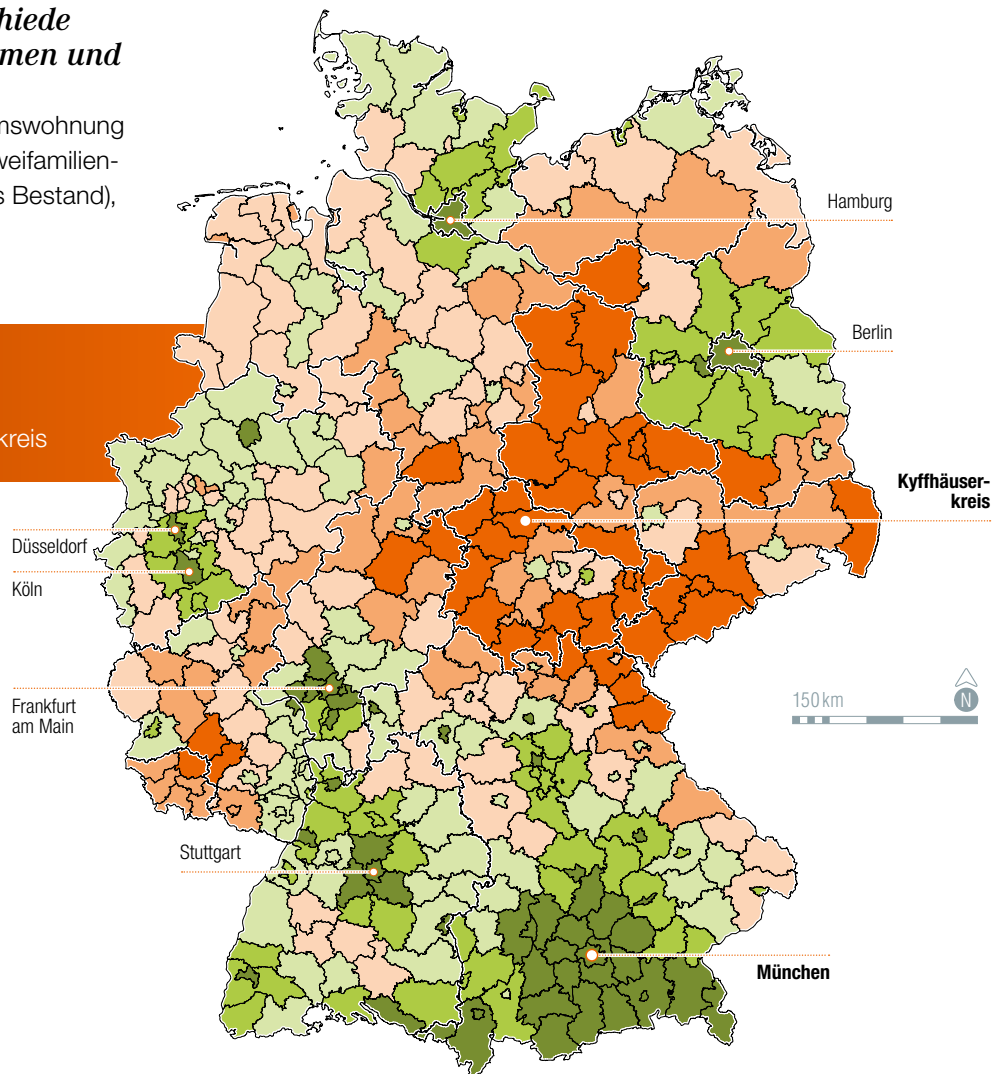 hiede
men und
nswohnung
weifamilien-
s Bestand),
kreis
Hamburg
Berlin
Kyffhäuser-
kreis
Düsseldorf
Köln
Frankfurt
am Main
150 km
N
Stuttgart
München